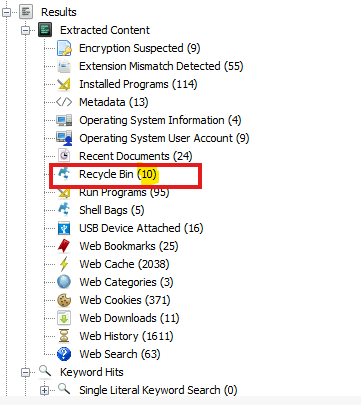 Results
Extracted Content
Encryption Suspected (9)
Extension Mismatch Detected (55)
Installed Programs (114)
Metadata (13)
Operating System Information (4)
Operating System User Account (9)
Recent Documents (24)
Recycle Bin (10)
Run Programs (95)
Shell Bags (5)
USB Device Attached (16)
Web Bookmarks (25)
Web Cache (2038)
Web Categories (3)
Web Cookies (371)
Web Downloads (11)
Web History (1611)
Web Search (63)
Keyword Hits
Single Literal Keyword Search (0)